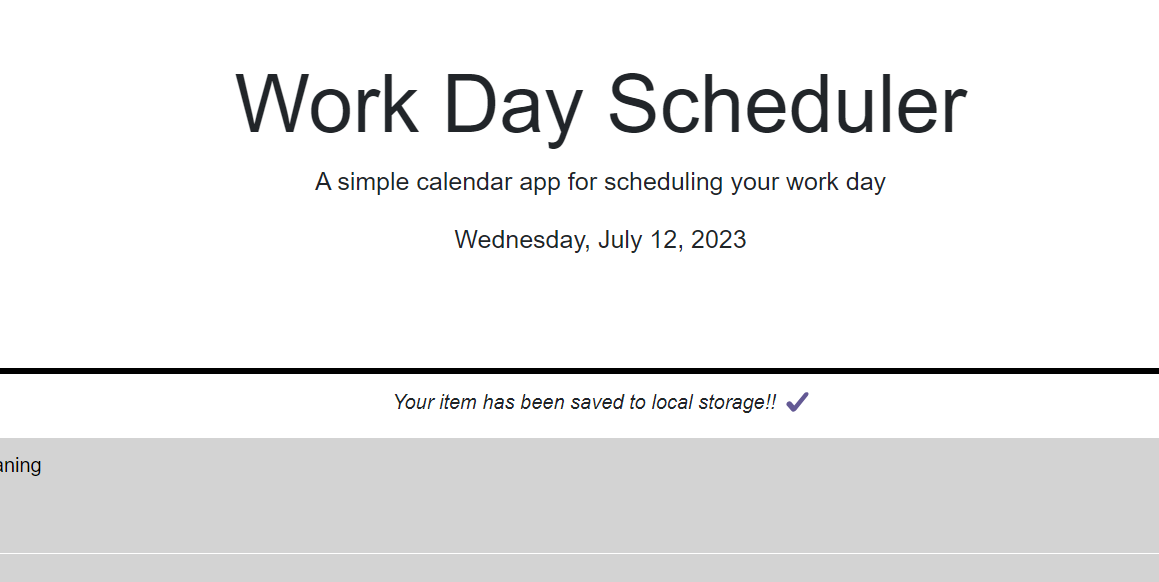 Work Day Scheduler
A simple calendar app for scheduling your work day
Wednesday, July 12, 2023
Your item has been saved to local storage!!